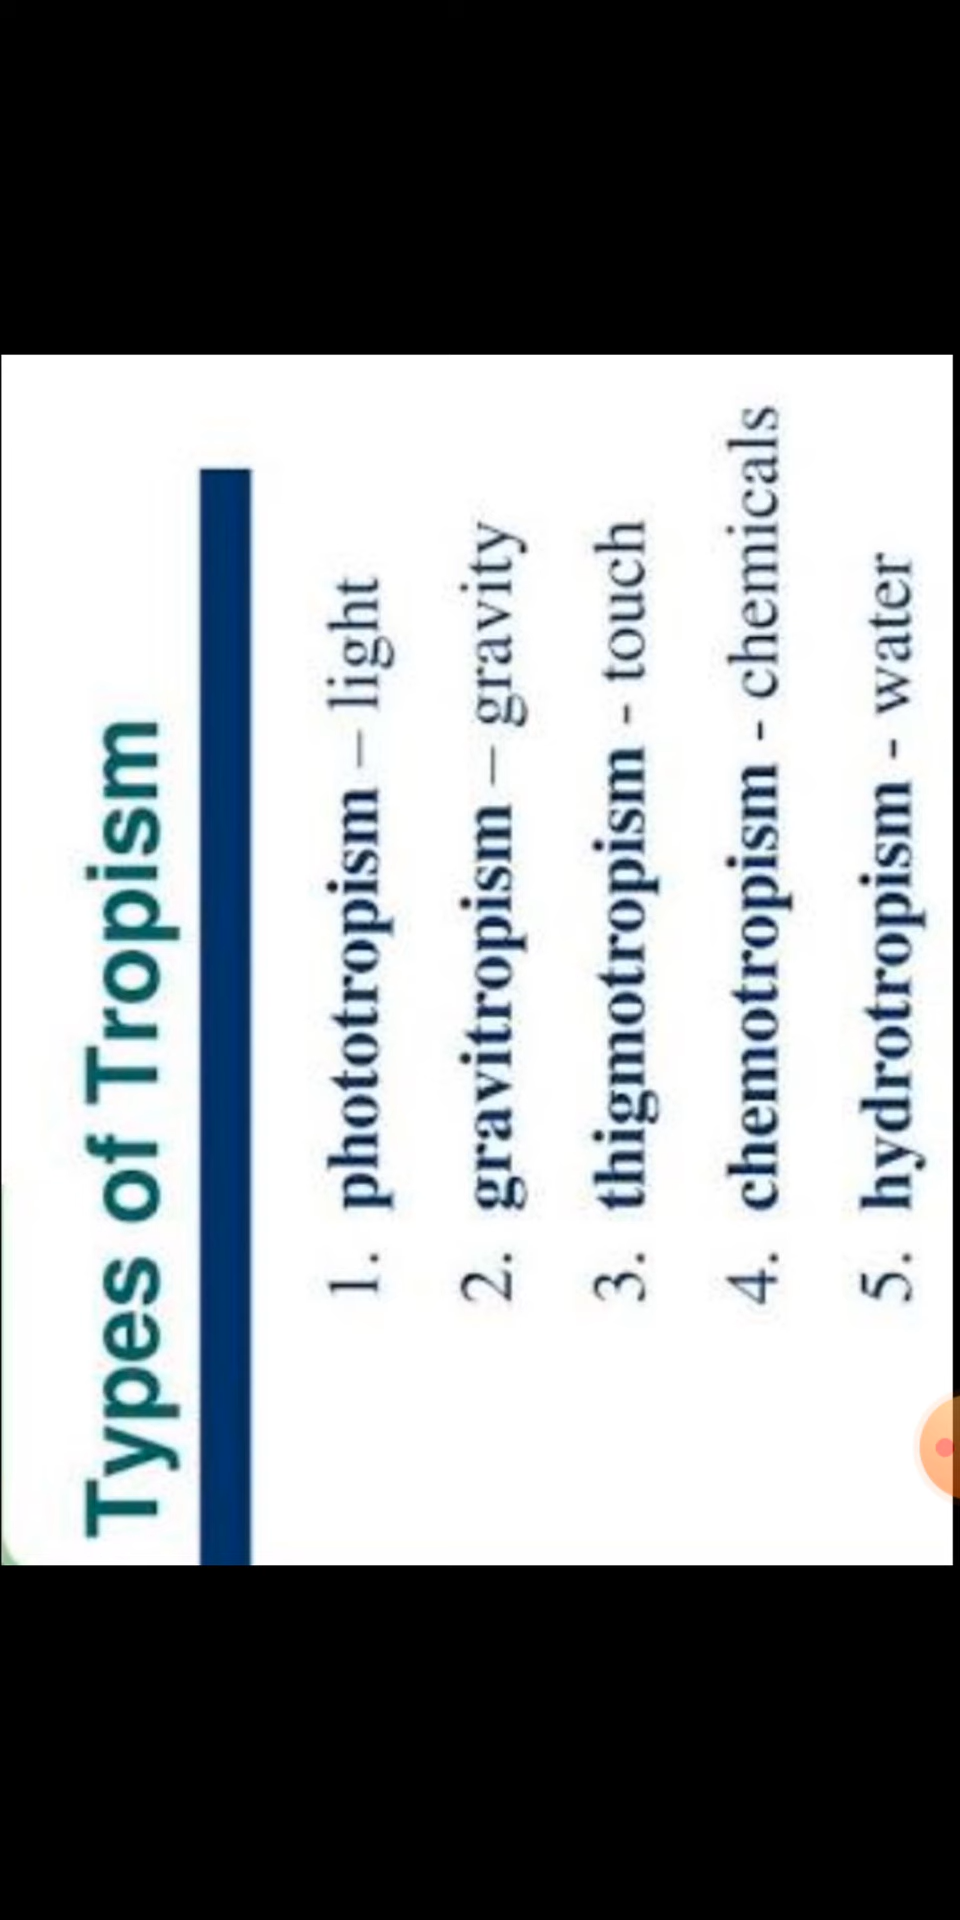 Types of Tropism
1. phototropism – light
2. gravitropism – gravity
3. thigmotropism - touch
4. chemotropism - chemicals
5. hydrotropism - water